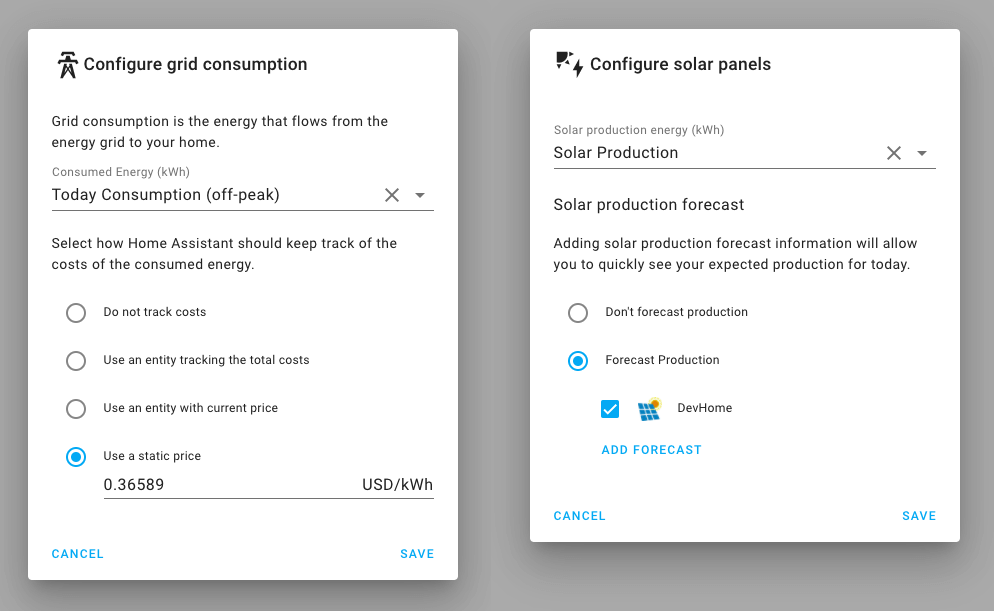 Configure grid consumption
Grid consumption is the energy that flows from the
energy grid to your home.
Consumed Energy (kWh)
Today Consumption (off-peak)
Select how Home Assistant should keep track of the
costs of the consumed energy.
Do not track costs
Use an entity tracking the total costs
Use an entity with current price
Use a static price
0.36589 USD/kWh
CANCEL SAVE
Configure solar panels
Solar production energy (kWh)
Solar Production
Solar production forecast
Adding solar production forecast information will allow
you to quickly see your expected production for today.
Don't forecast production
Forecast Production
DevHome
ADD FORECAST
CANCEL SAVE